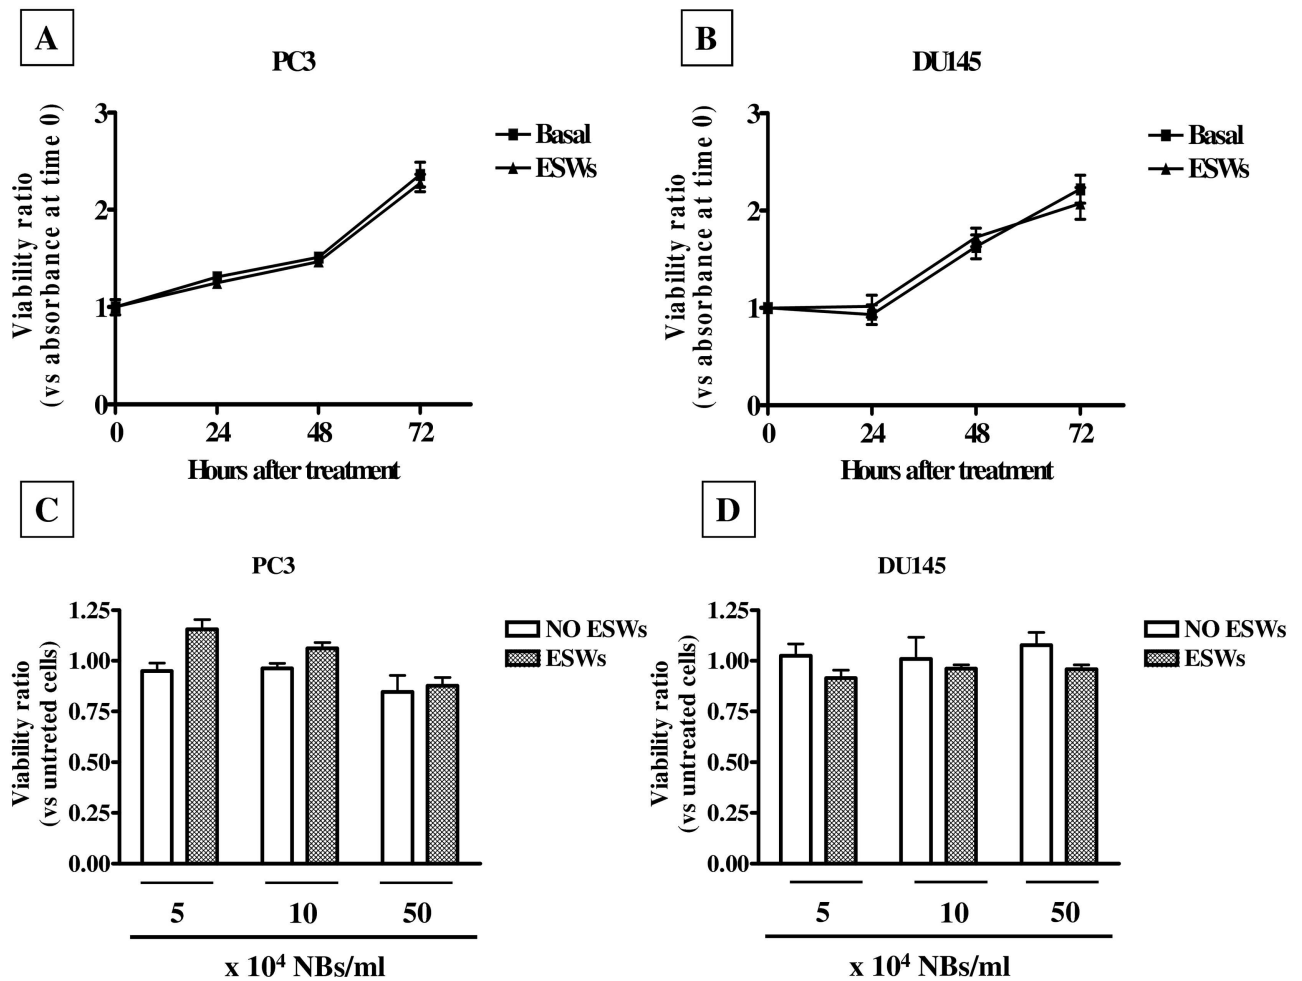 A
PC3
3
2
1
0
Viability ratio
(vs absorbance at time 0)
0 24 48 72
Hours after treatment
Basal
ESWs
B
DU145
3
2
1
0
Viability ratio
(vs absorbance at time 0)
0 24 48 72
Hours after treatment
Basal
ESWs
C
PC3
1.25
1.00
0.75
0.50
0.25
0.00
Viability ratio
(vs untreted cells)
NO ESWs
ESWs
5 10 50
x 10⁴ NBs/ml
D
DU145
1.25
1.00
0.75
0.50
0.25
0.00
Viability ratio
(vs untreated cells)
NO ESWs
ESWs
5 10 50
x 10⁴ NBs/ml